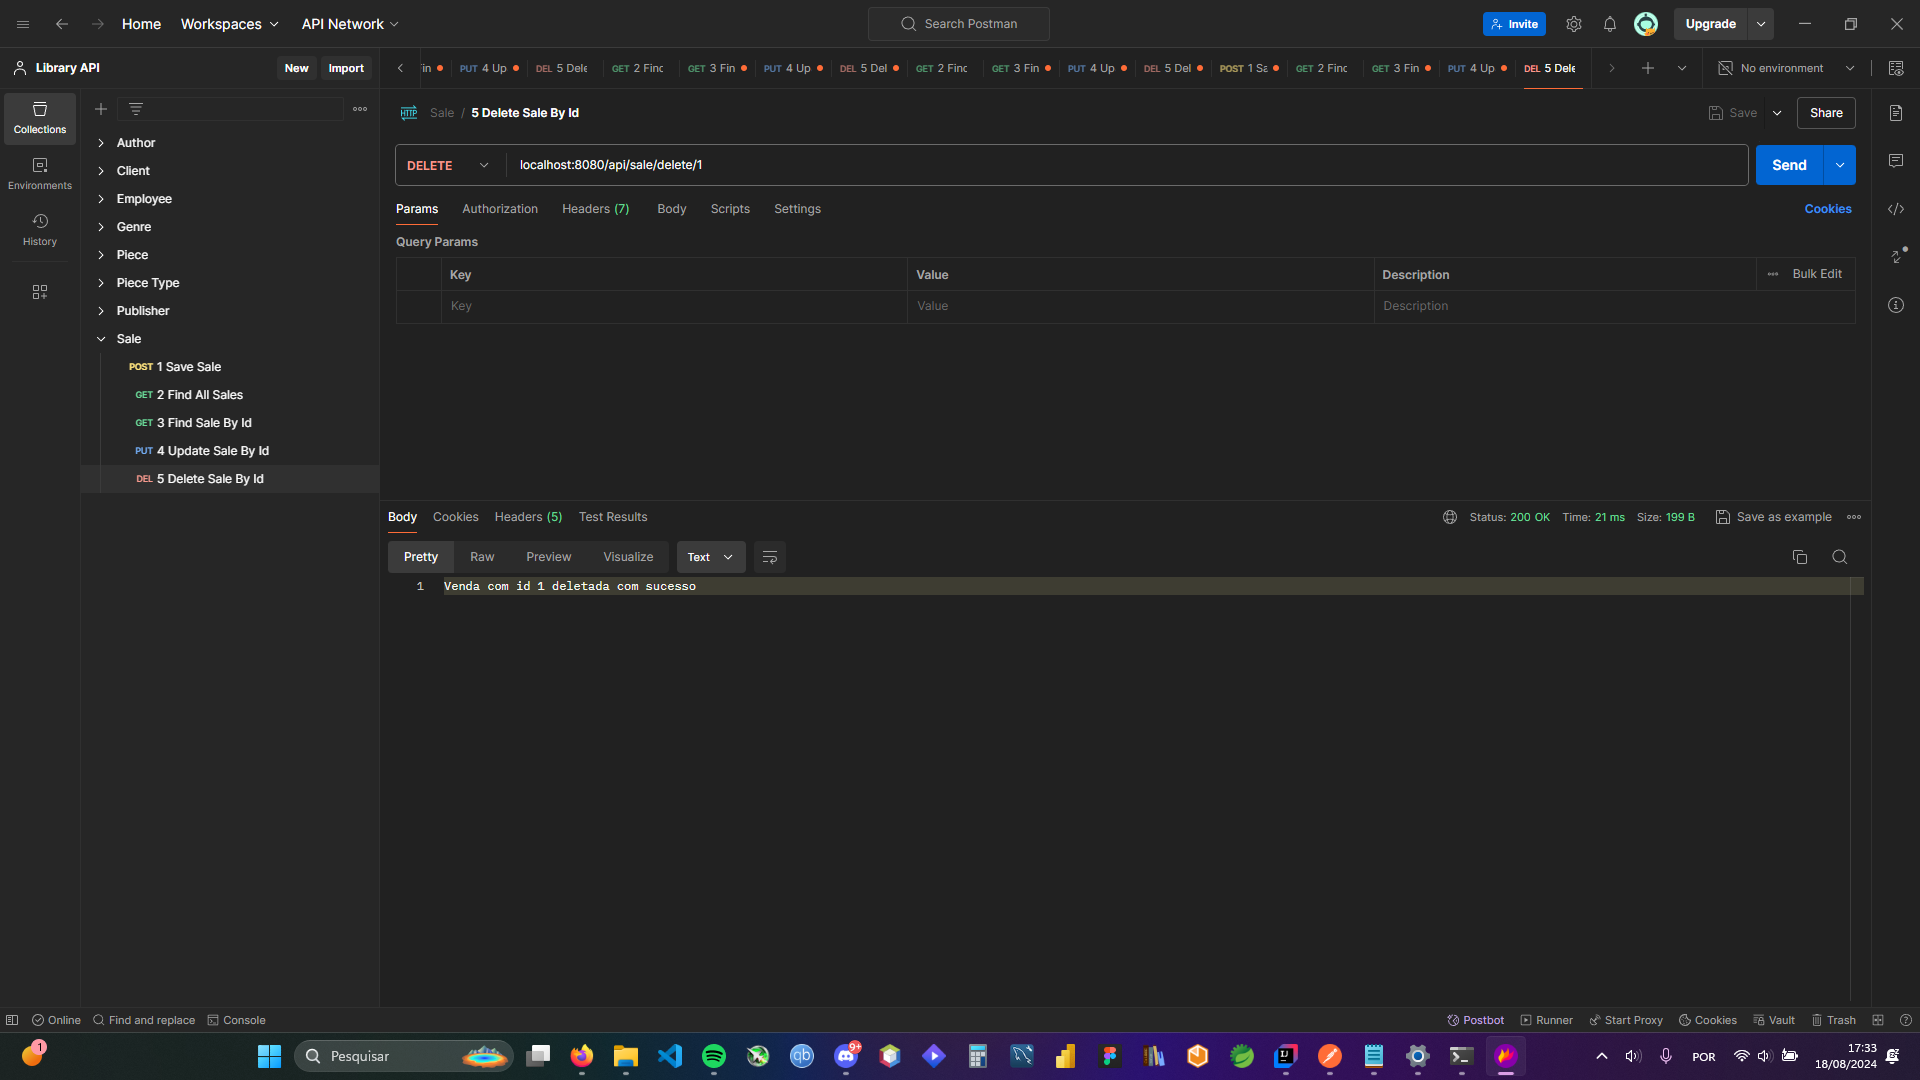 Home Workspaces API Network Search Postman Invite Upgrade
Library API New Import in PUT 4 Up DEL 5 Dele GET 2 Finc GET 3 Fin PUT 4 Up DEL 5 Del GET 2 Finc GET 3 Fin PUT 4 Up DEL 5 Del POST 1 Sa GET 2 Finc GET 3 Fin PUT 4 Up DEL 5 Dele No environment
HTTP Sale / 5 Delete Sale By Id Save Share
Collections
Environments
History
Author
Client
Employee
Genre
Piece
Piece Type
Publisher
Sale
POST 1 Save Sale
GET 2 Find All Sales
GET 3 Find Sale By Id
PUT 4 Update Sale By Id
DEL 5 Delete Sale By Id
DELETE localhost:8080/api/sale/delete/1 Send
Params Authorization Headers (7) Body Scripts Settings Cookies
Query Params
Key Value Description Bulk Edit
Key Value Description
Body Cookies Headers (5) Test Results Status: 200 OK Time: 21 ms Size: 199 B Save as example
Pretty Raw Preview Visualize Text
1 Venda com id 1 deletada com sucesso
Online Find and replace Console Postbot Runner Start Proxy Cookies Vault Trash
1 Pesquisar qb 9+ IJ POR 17:33
18/08/2024